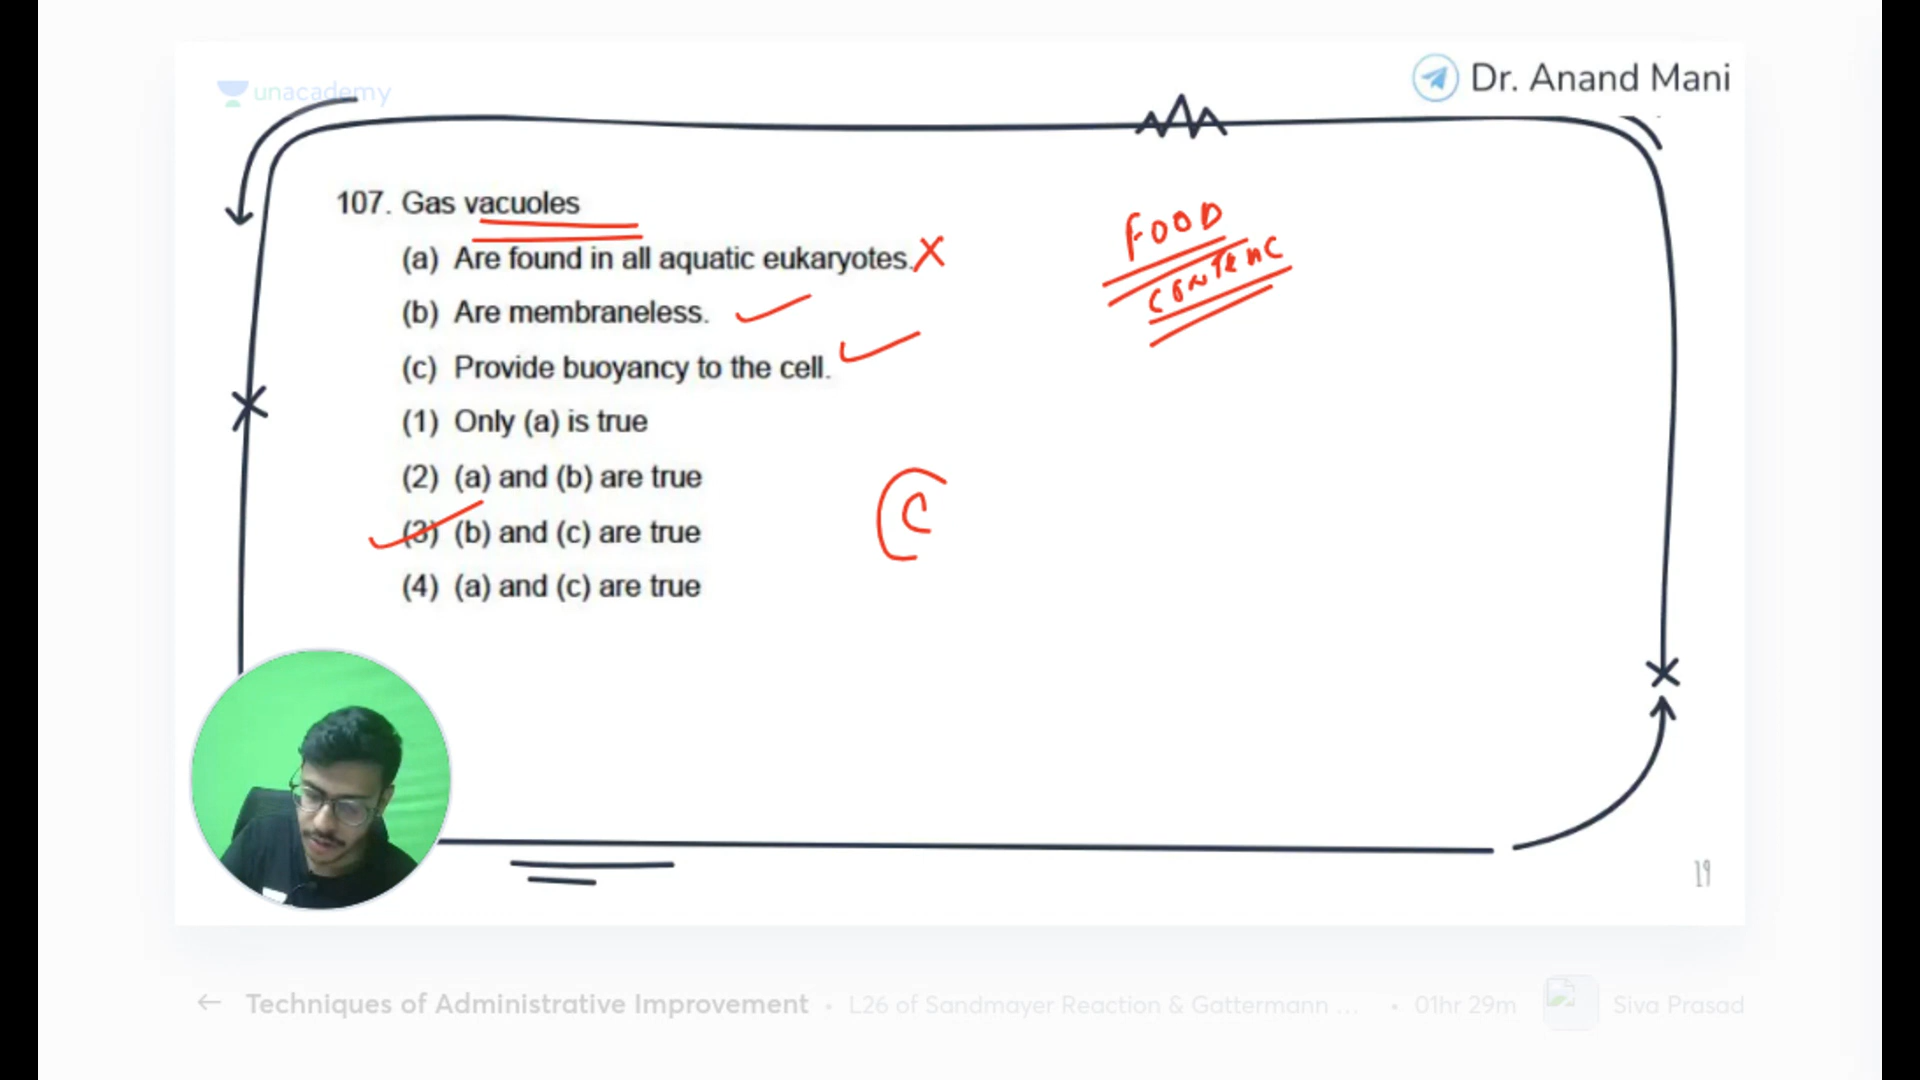 unacademy
Dr. Anand Mani
107. Gas vacuoles
(a) Are found in all aquatic eukaryotes.
(b) Are membraneless.
(c) Provide buoyancy to the cell.
(1) Only (a) is true
(2) (a) and (b) are true
(3) (b) and (c) are true
(4) (a) and (c) are true
FOOD
C
19
← Techniques of Administrative Improvement • L26 of Sandmayer Reaction & Gattermann ... • 01hr 29m Siva Prasad